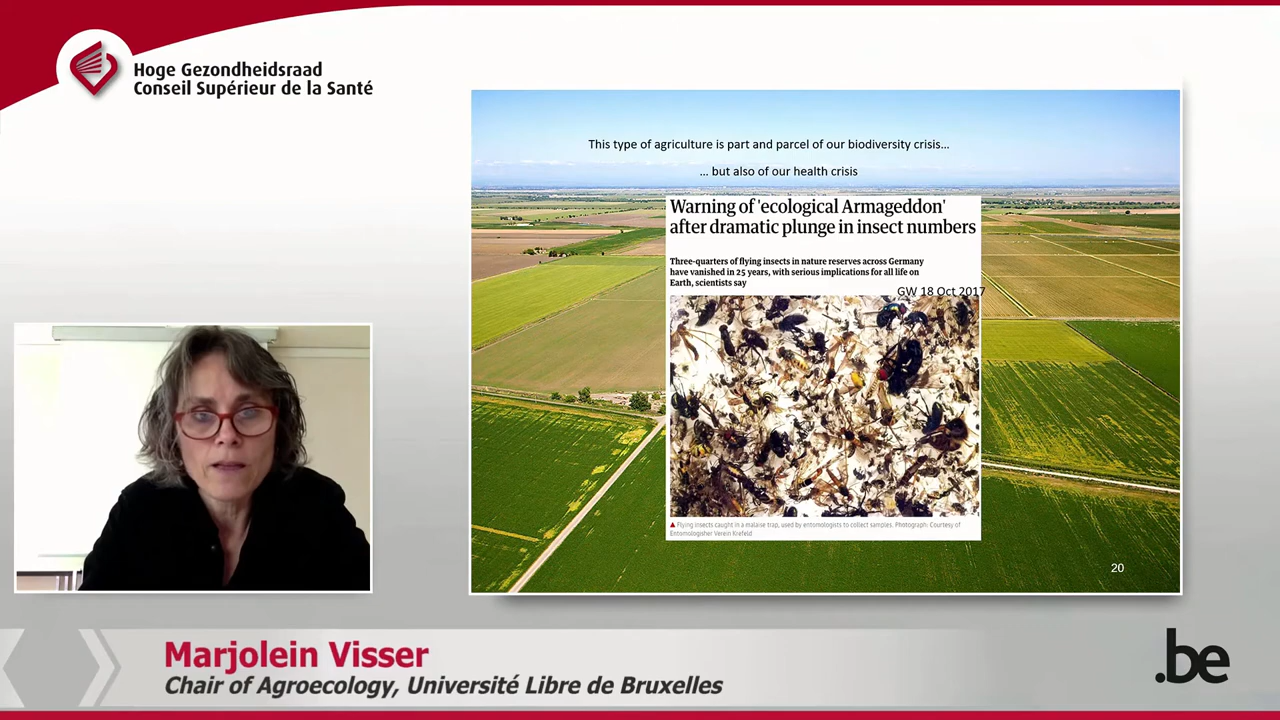 Hoge Gezondheidsraad
Conseil Supérieur de la Santé
This type of agriculture is part and parcel of our biodiversity crisis...
... but also of our health crisis
Warning of 'ecological Armageddon'
after dramatic plunge in insect numbers
Three-quarters of flying insects in nature reserves across Germany
have vanished in 25 years, with serious implications for all life on
Earth, scientists say
GW 18 Oct 2017
Flying insects caught in a malaise trap, used by entomologists to collect samples. Photograph: Courtesy of
Entomologisher Verein Krefeld
20
Marjolein Visser
Chair of Agroecology, Université Libre de Bruxelles
.be